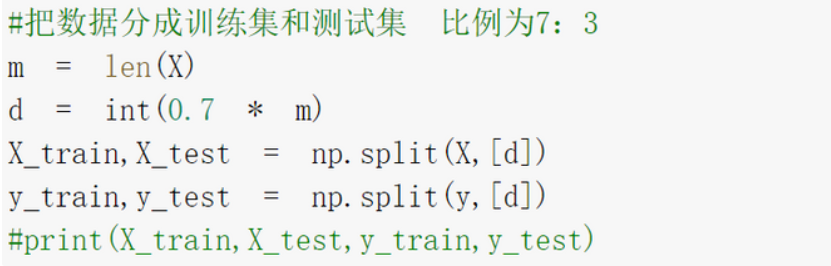 #把数据分成训练集和测试集  比例为7：3
m  =  len(X)
d  =  int(0.7  *  m)
X_train,X_test  =  np.split(X,[d])
y_train,y_test  =  np.split(y,[d])
#print(X_train,X_test,y_train,y_test)